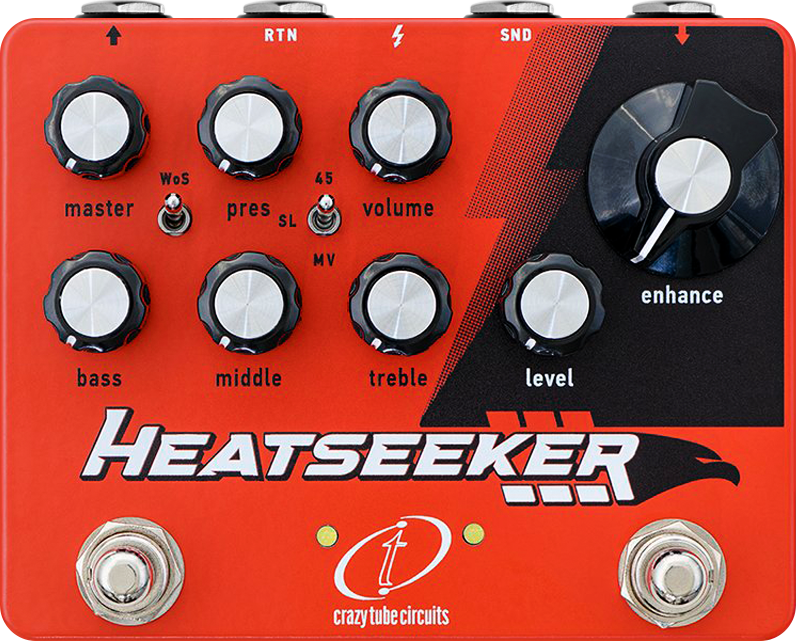 RTN
SND
WoS
45
master
pres
SL
volume
MV
enhance
bass
middle
treble
level
HEATSEEKER
t
crazy tube circuits